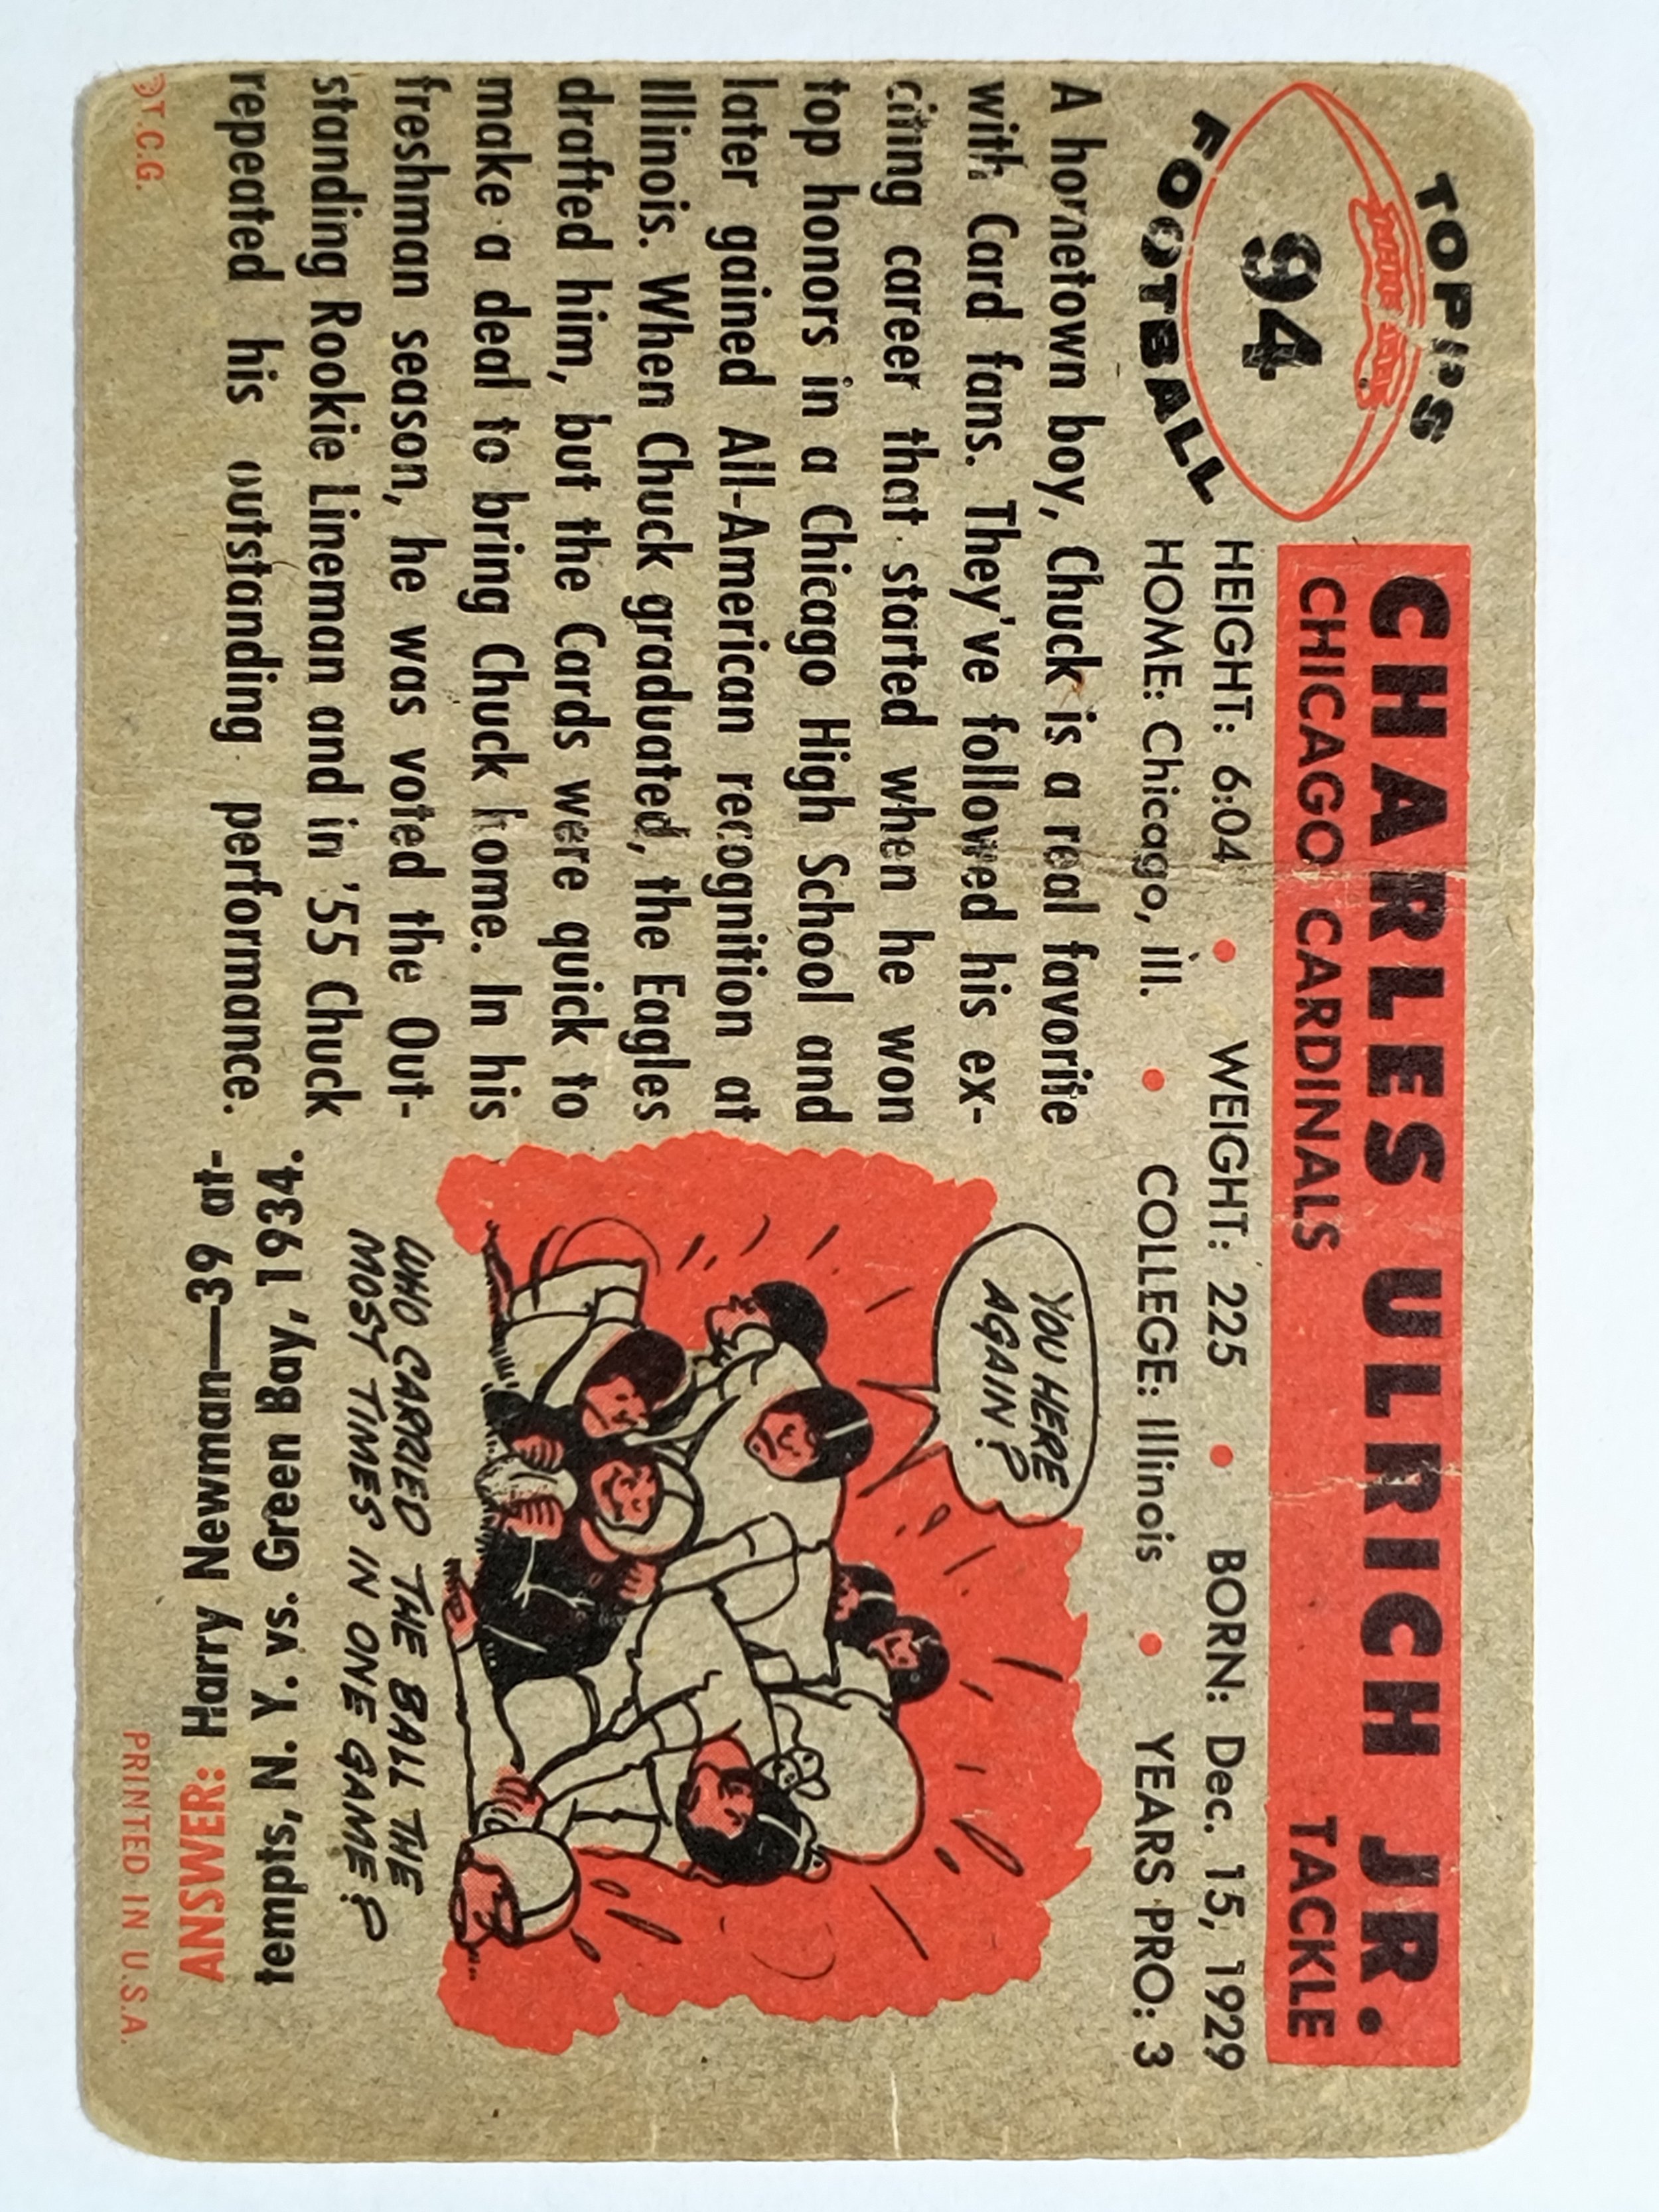 TOPPS
94
FOOTBALL
CHARLES ULRICH JR.
CHICAGO CARDINALS TACKLE
HEIGHT: 6:04 • WEIGHT: 225 • BORN: Dec. 15, 1929
HOME: Chicago, Ill. • COLLEGE: Illinois • YEARS PRO: 3
A hometown boy, Chuck is a real favorite
with Card fans. They've followed his ex-
citing career that started when he won
top honors in a Chicago High School and
later gained All-American recognition at
Illinois. When Chuck graduated, the Eagles
drafted him, but the Cards were quick to
make a deal to bring Chuck home. In his
freshman season, he was voted the Out-
standing Rookie Lineman and in '55 Chuck
repeated his outstanding performance.
©T.C.G.
YOU HERE
AGAIN?
WHO CARRIED THE BALL THE
MOST TIMES IN ONE GAME?
ANSWER: Harry Newman—39 at-
tempts, N. Y. vs. Green Bay, 1934.
PRINTED IN U.S.A.